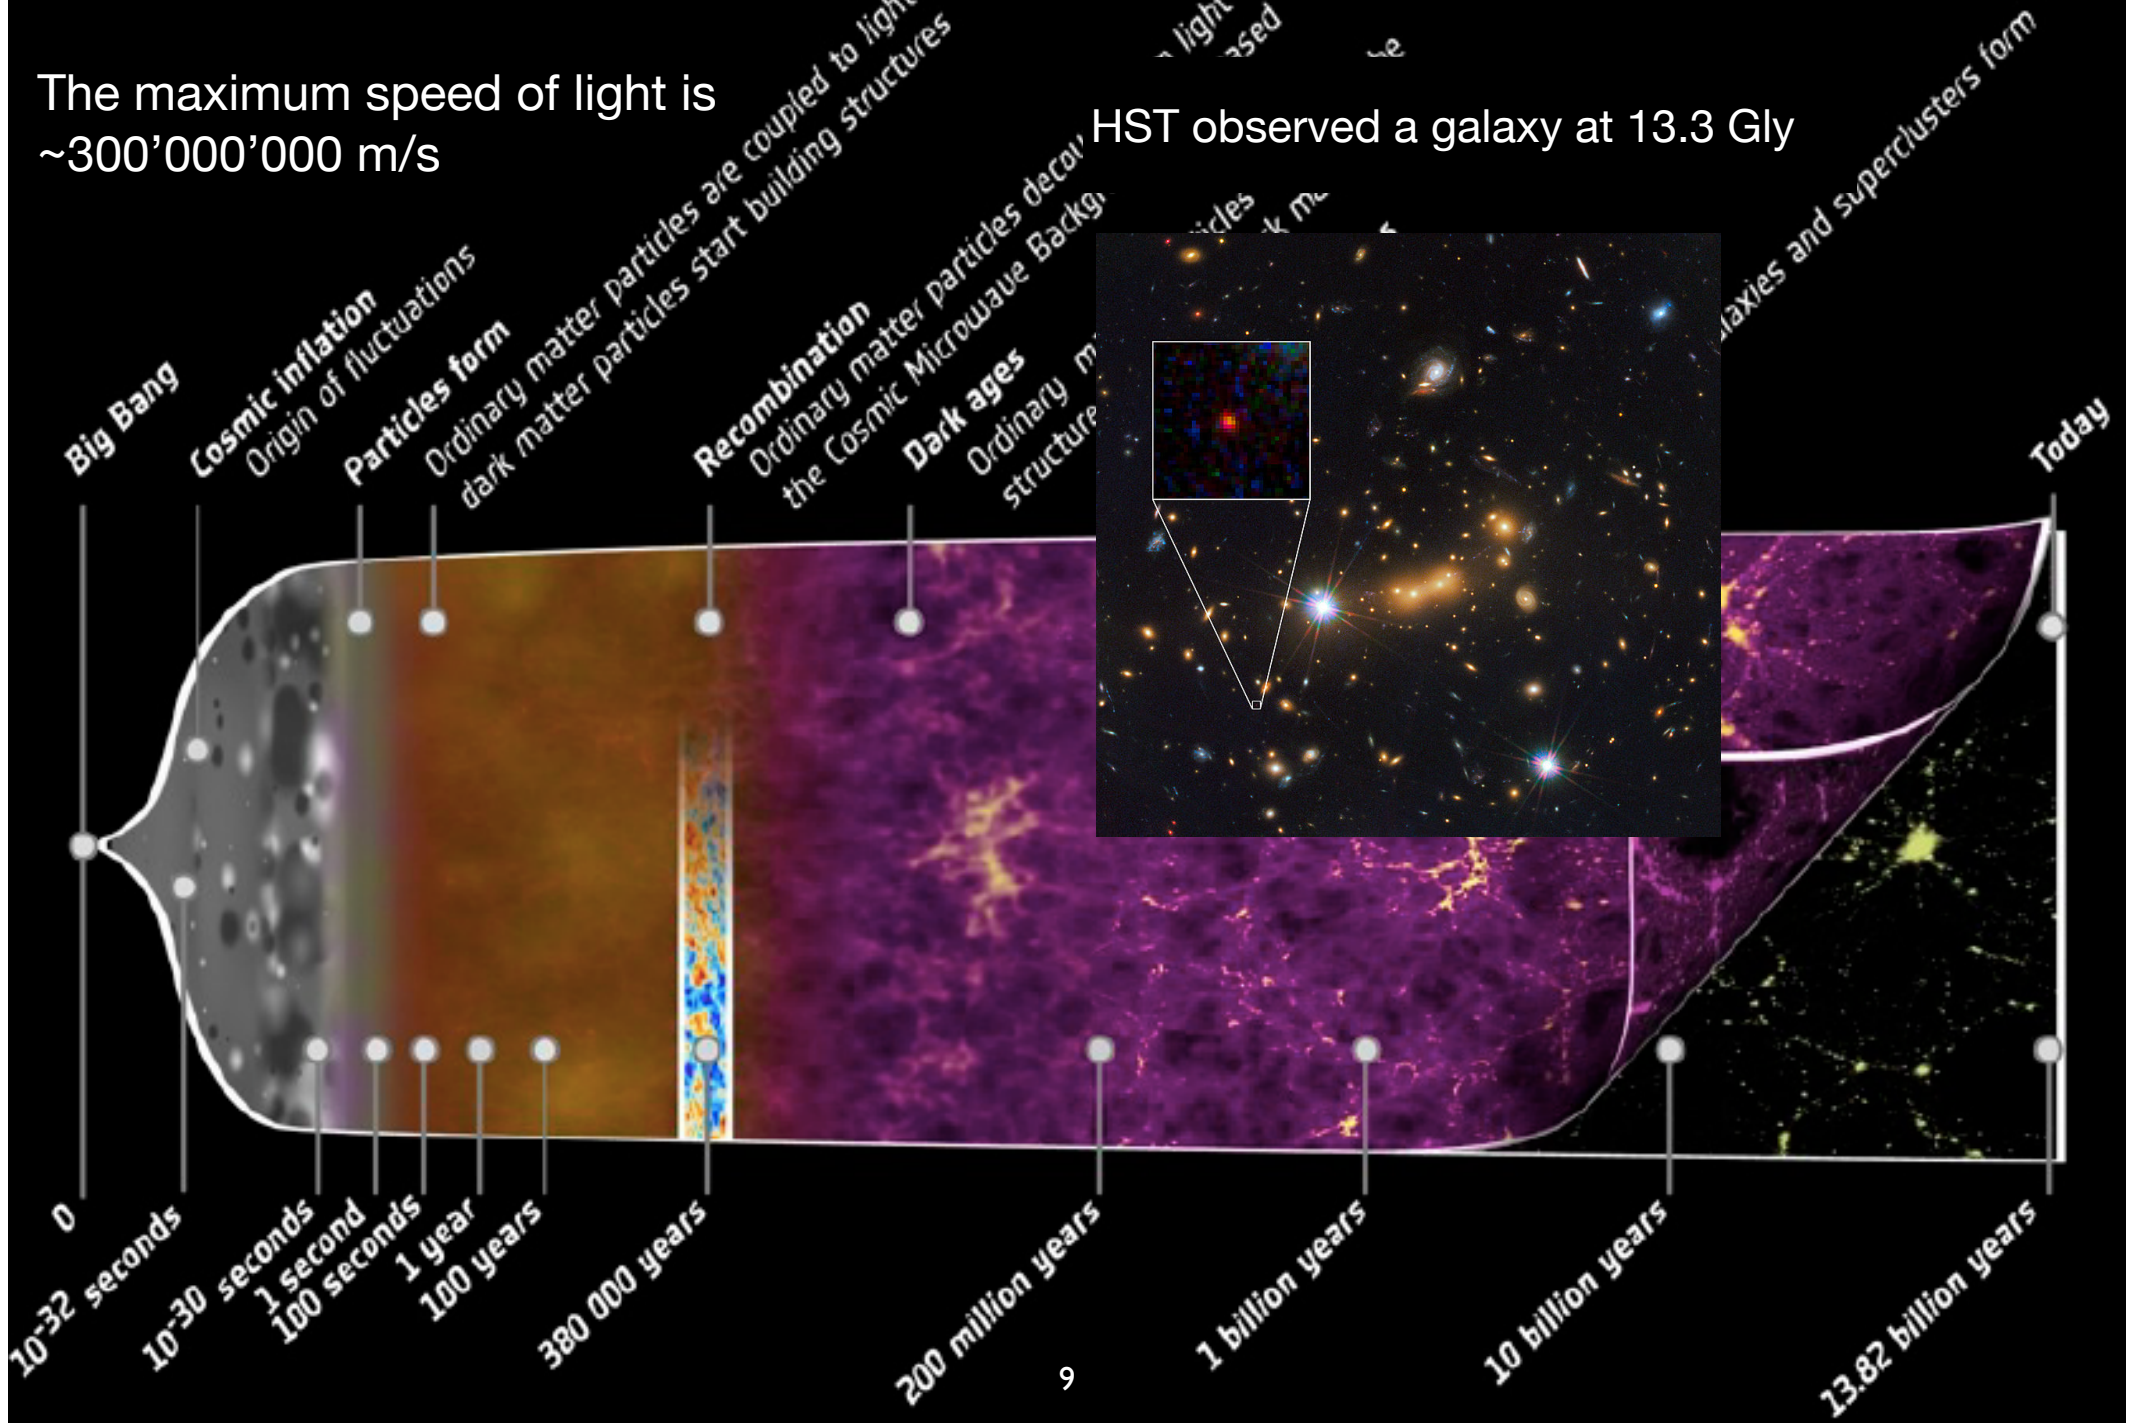 The maximum speed of light is
~300’000’000 m/s
HST observed a galaxy at 13.3 Gly
Big Bang
Cosmic inflation
Origin of fluctuations
Particles form
Ordinary matter particles are coupled to light
dark matter particles start building structures
Recombination
Ordinary matter particles
the Cosmic Microwave
light
Dark ages
Ordinary
and superclusters form
Today
0
10-32 seconds
10-30 seconds
1 second
100 seconds
1 year
100 years
380 000 years
200 million years
1 billion years
10 billion years
13.82 billion years
9